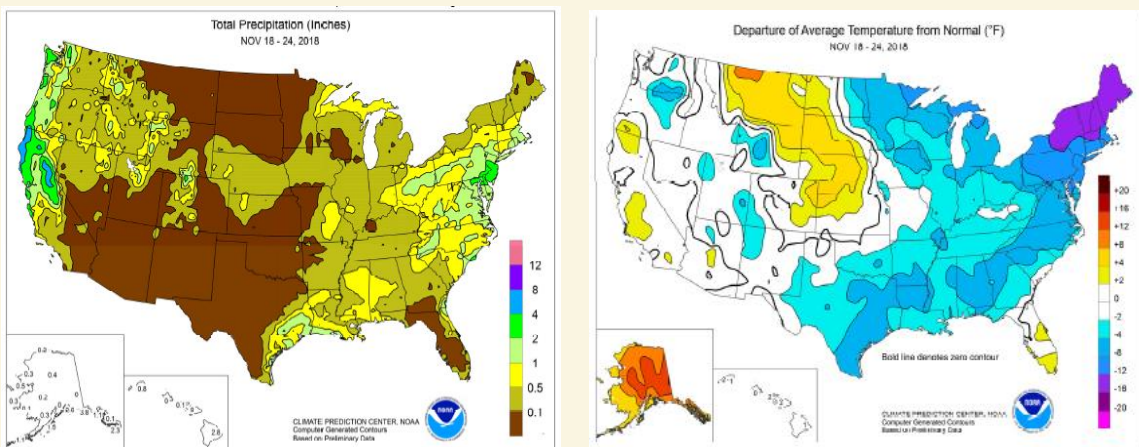 Total Precipitation (Inches)
NOV 18 - 24, 2018
12
8
4
2
1
0.5
0.1
CLIMATE PREDICTION CENTER, NOAA
Computer Generated Contours
Based on Preliminary Data
NOAA
Departure of Average Temperature from Normal (°F)
NOV 18 - 24, 2018
+20
+16
+12
+8
+4
+2
0
-2
-4
-8
-12
-16
-20
Bold line denotes zero contour
CLIMATE PREDICTION CENTER, NOAA
Computer Generated Contours
Based on Preliminary Data
NOAA